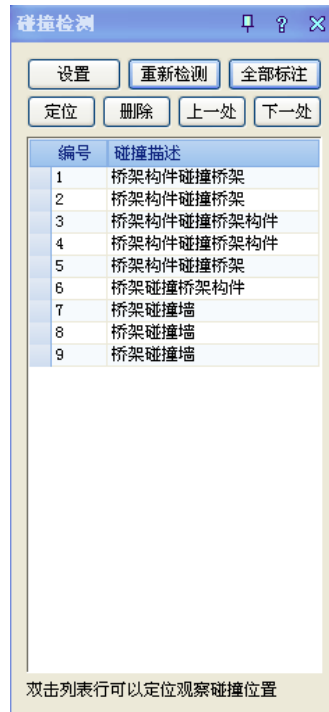 碰撞检测
设置 重新检测 全部标注
定位 删除 上一处 下一处
编号 碰撞描述
1 桥架构件碰撞桥架
2 桥架构件碰撞桥架
3 桥架构件碰撞桥架构件
4 桥架构件碰撞桥架构件
5 桥架构件碰撞桥架
6 桥架碰撞桥架构件
7 桥架碰撞墙
8 桥架碰撞墙
9 桥架碰撞墙
双击列表行可以定位观察碰撞位置